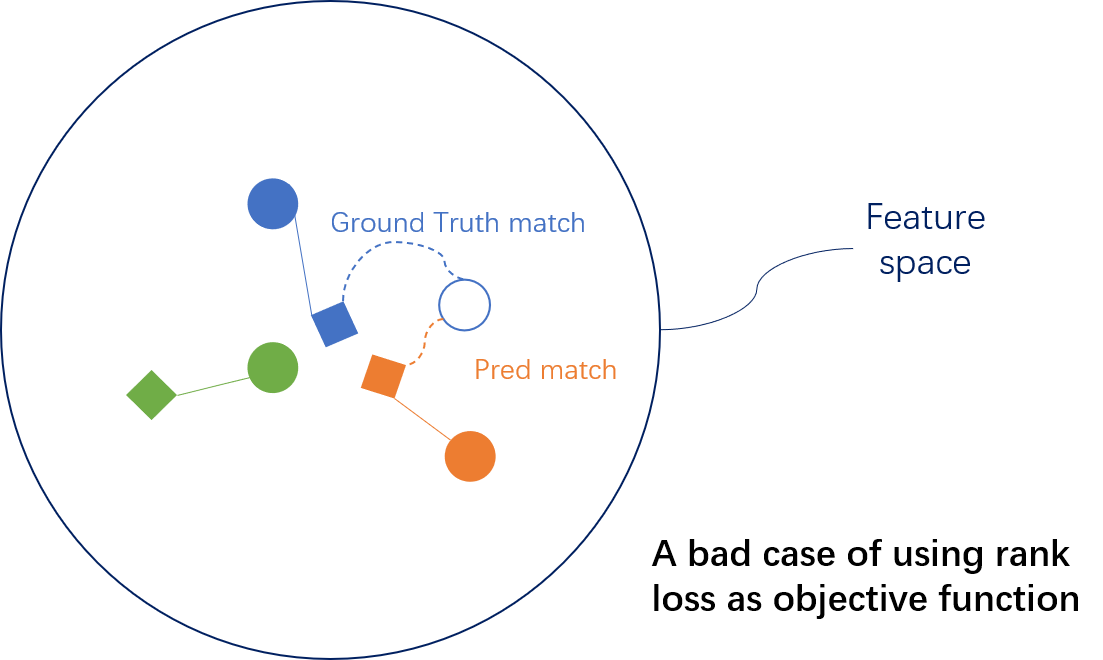 Ground Truth match
Feature
space
Pred match
A bad case of using rank
loss as objective function